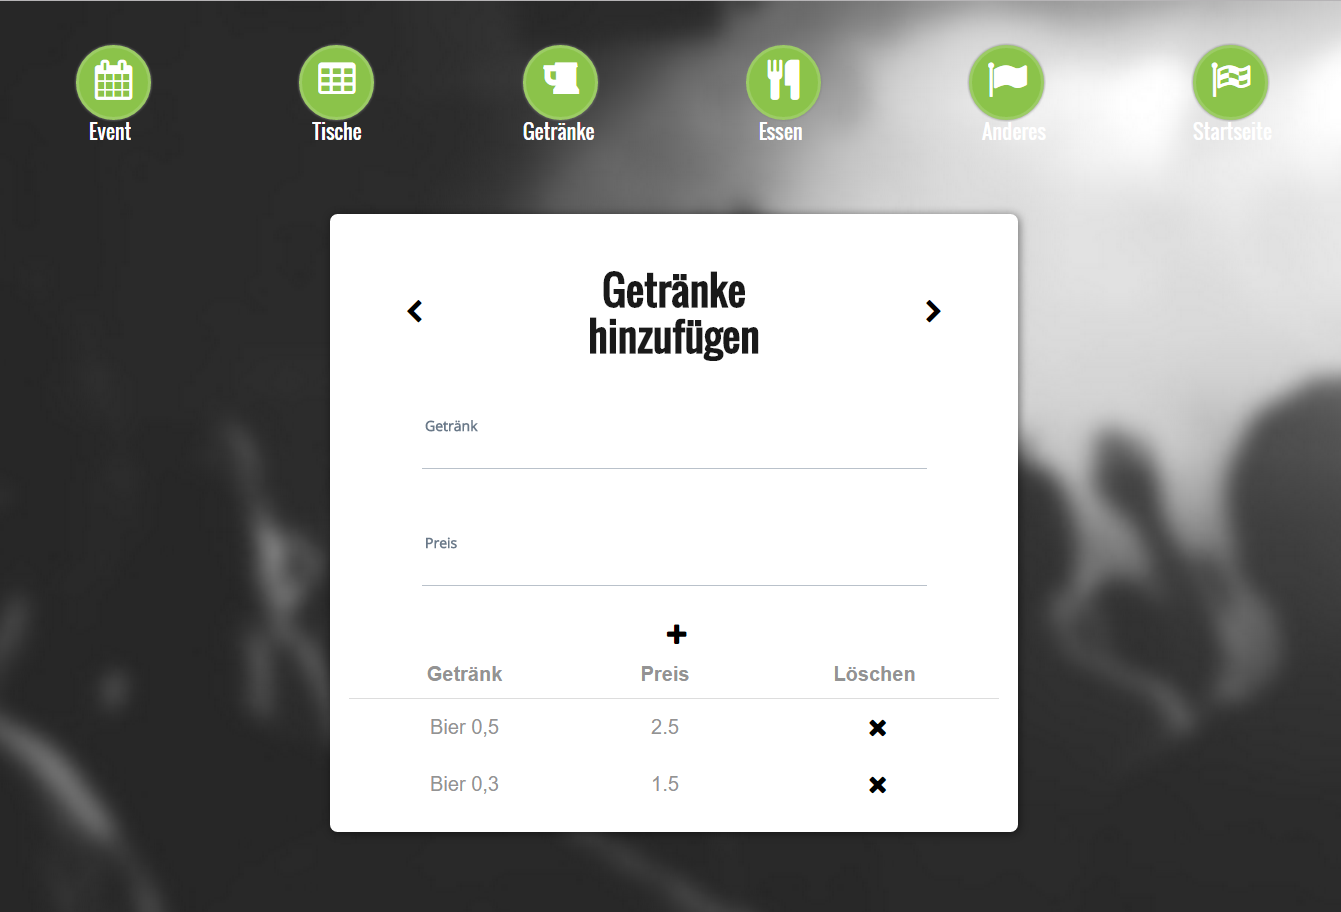 Event
Tische
Getränke
Essen
Anderes
Startseite
Getränke
hinzufügen
Getränk
Preis
Getränk Preis Löschen
Bier 0,5 2.5
Bier 0,3 1.5